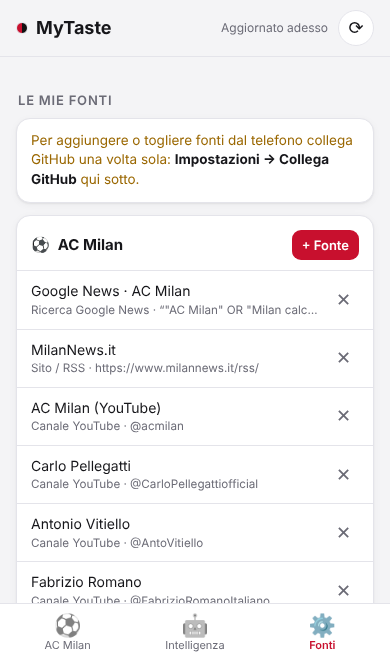 MyTaste
Aggiornato adesso
LE MIE FONTI
Per aggiungere o togliere fonti dal telefono collega
GitHub una volta sola: Impostazioni → Collega
GitHub qui sotto.
AC Milan
+ Fonte
Google News · AC Milan
Ricerca Google News · “"AC Milan" OR "Milan calc...
MilanNews.it
Sito / RSS · https://www.milannews.it/rss/
AC Milan (YouTube)
Canale YouTube · @acmilan
Carlo Pellegatti
Canale YouTube · @CarloPellegattiofficial
Antonio Vitiello
Canale YouTube · @AntoVitiello
Fabrizio Romano
Canale YouTube · @FabrizioRomanoItaliano
AC Milan
Intelligenza
Fonti